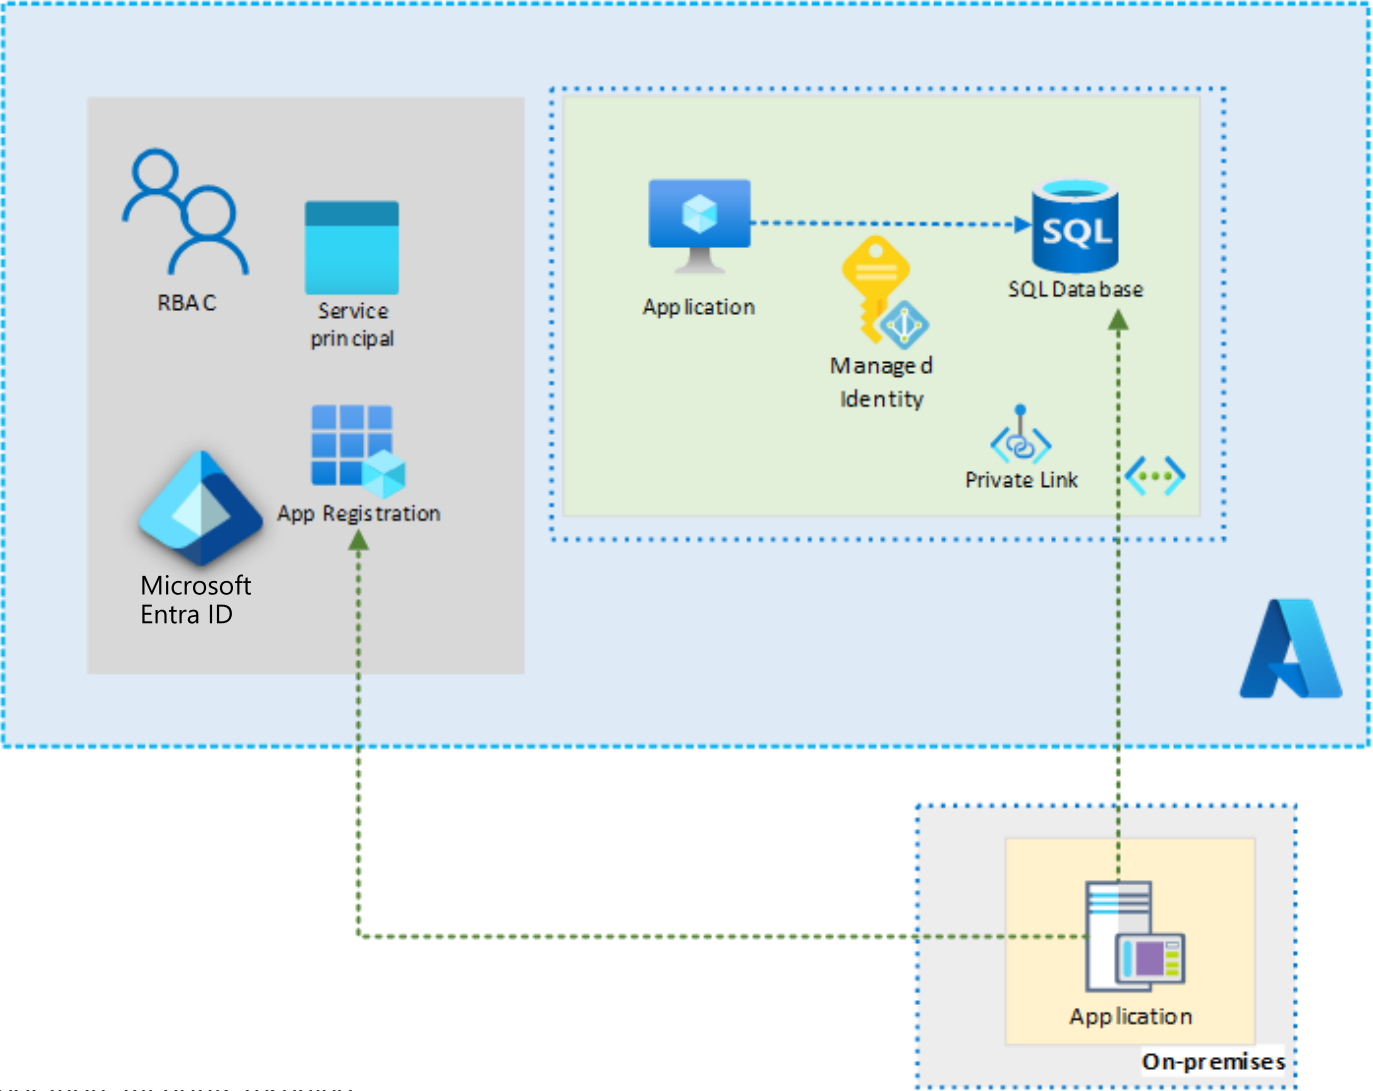 RBAC
Service
principal
App Registration
Microsoft
Entra ID
Application
SQL
SQL Database
Managed
Identity
Private Link
Application
On-premises